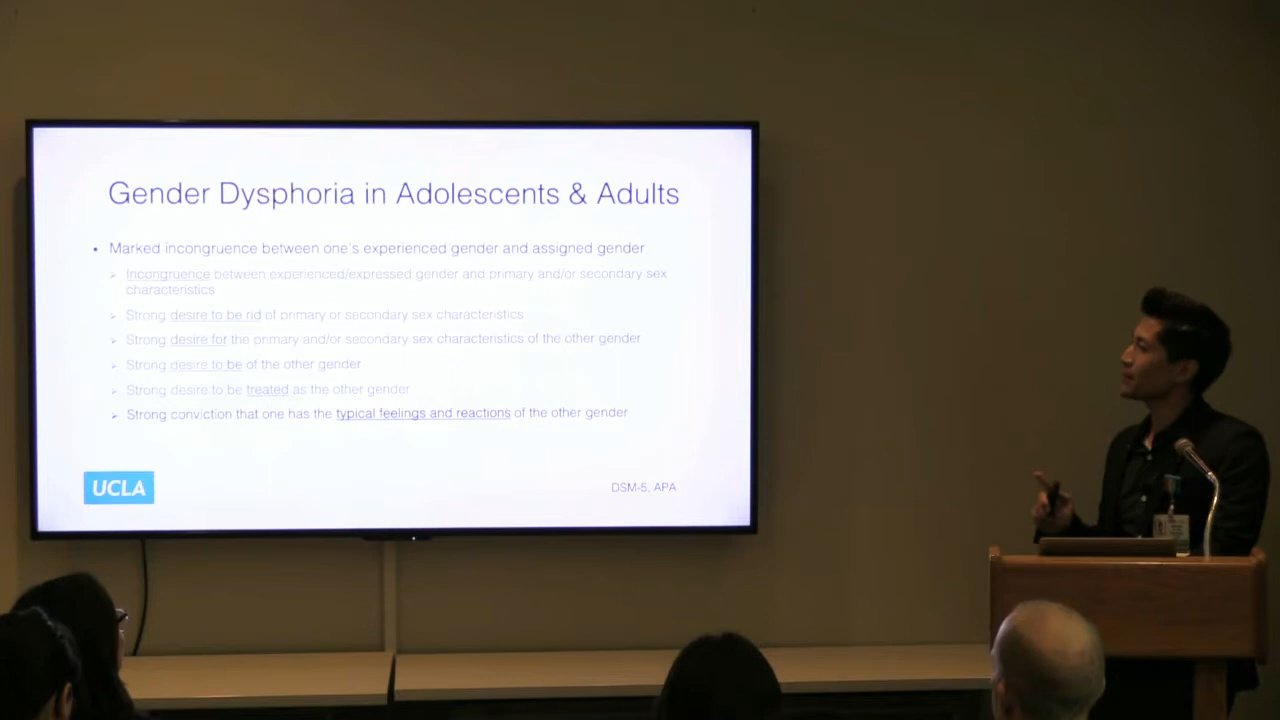 Gender Dysphoria in Adolescents & Adults
• Marked incongruence between one's experienced gender and assigned gender
➢ Incongruence between experienced/expressed gender and primary and/or secondary sex
characteristics
➢ Strong desire to be rid of primary or secondary sex characteristics
➢ Strong desire for the primary and/or secondary sex characteristics of the other gender
➢ Strong desire to be of the other gender
➢ Strong desire to be treated as the other gender
➢ Strong conviction that one has the typical feelings and reactions of the other gender
UCLA
DSM-5, APA